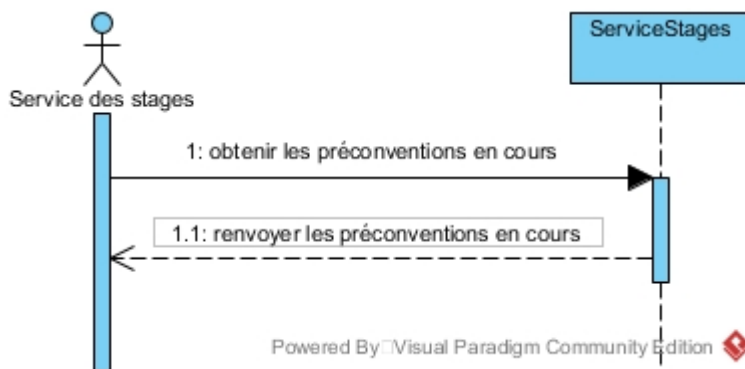 ServiceStages
Service des stages
1: obtenir les préconventions en cours
1.1: renvoyer les préconventions en cours
Powered By Visual Paradigm Community Edition